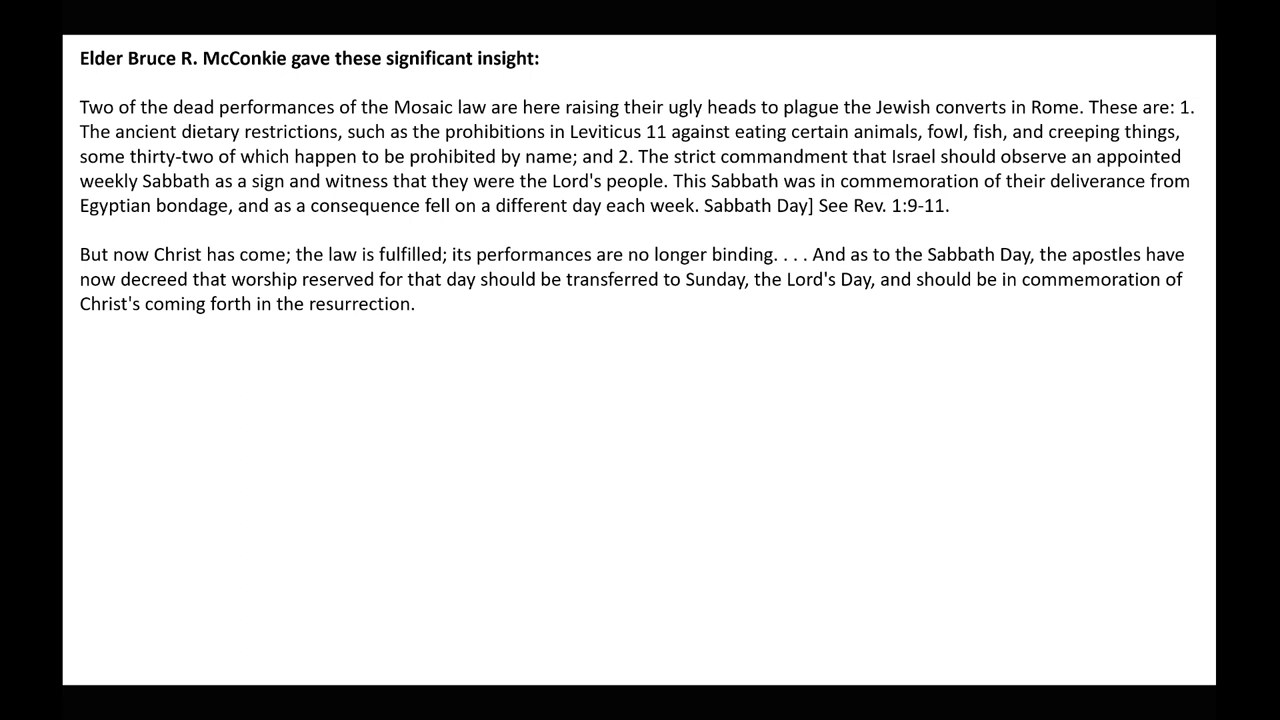 Elder Bruce R. McConkie gave these significant insight:
Two of the dead performances of the Mosaic law are here raising their ugly heads to plague the Jewish converts in Rome. These are: 1.
The ancient dietary restrictions, such as the prohibitions in Leviticus 11 against eating certain animals, fowl, fish, and creeping things,
some thirty-two of which happen to be prohibited by name; and 2. The strict commandment that Israel should observe an appointed
weekly Sabbath as a sign and witness that they were the Lord's people. This Sabbath was in commemoration of their deliverance from
Egyptian bondage, and as a consequence fell on a different day each week. Sabbath Day] See Rev. 1:9-11.
But now Christ has come; the law is fulfilled; its performances are no longer binding. . . . And as to the Sabbath Day, the apostles have
now decreed that worship reserved for that day should be transferred to Sunday, the Lord's Day, and should be in commemoration of
Christ's coming forth in the resurrection.